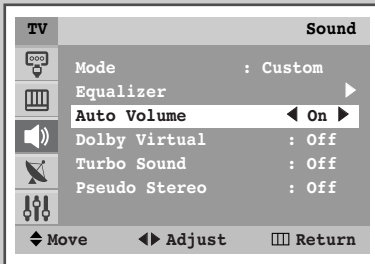 TV Sound
Mode : Custom
Equalizer
Auto Volume On
Dolby Virtual : Off
Turbo Sound : Off
Pseudo Stereo : Off
Move Adjust Return